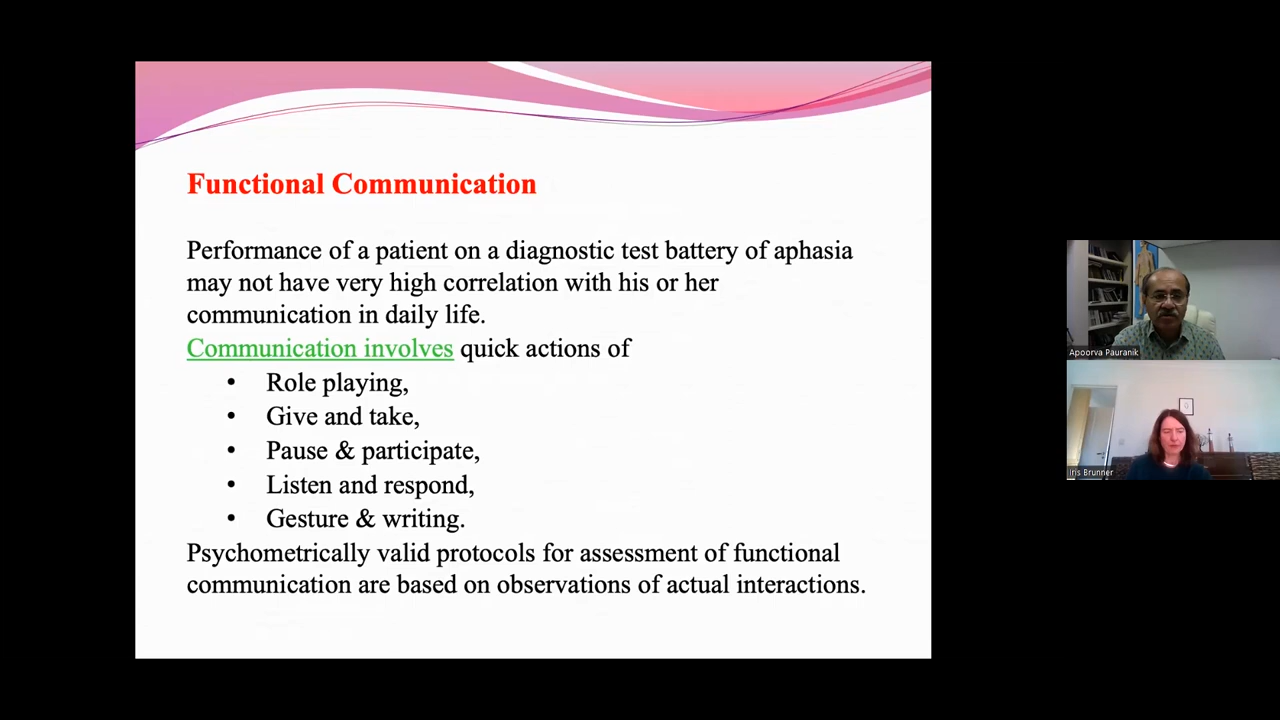 Functional Communication
Performance of a patient on a diagnostic test battery of aphasia
may not have very high correlation with his or her
communication in daily life.
Communication involves quick actions of
• Role playing,
• Give and take,
• Pause & participate,
• Listen and respond,
• Gesture & writing.
Psychometrically valid protocols for assessment of functional
communication are based on observations of actual interactions.
Apoorva Pauranik
Iris Brunner